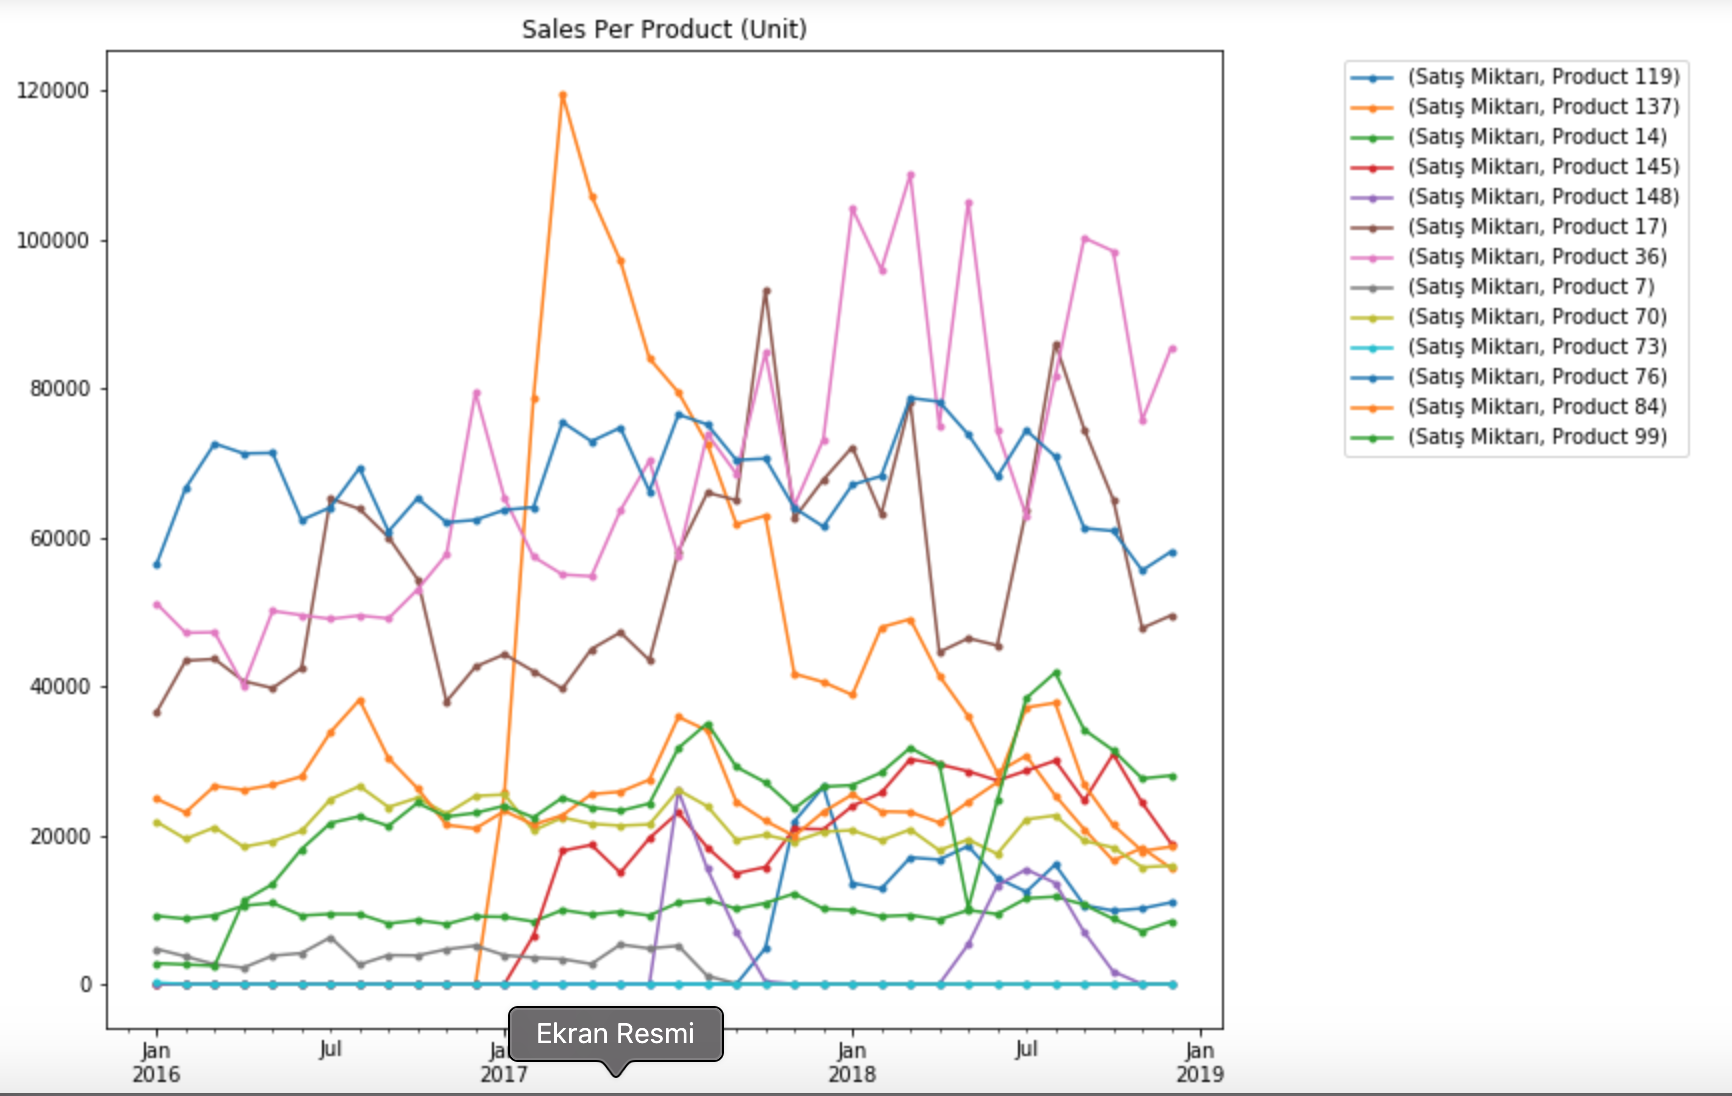 Sales Per Product (Unit)
120000
100000
80000
60000
40000
20000
0
Jan
2016
Jul
2017
Jan
2018
Jul
Jan
2019
Ekran Resmi
(Satış Miktarı, Product 119)
(Satış Miktarı, Product 137)
(Satış Miktarı, Product 14)
(Satış Miktarı, Product 145)
(Satış Miktarı, Product 148)
(Satış Miktarı, Product 17)
(Satış Miktarı, Product 36)
(Satış Miktarı, Product 7)
(Satış Miktarı, Product 70)
(Satış Miktarı, Product 73)
(Satış Miktarı, Product 76)
(Satış Miktarı, Product 84)
(Satış Miktarı, Product 99)